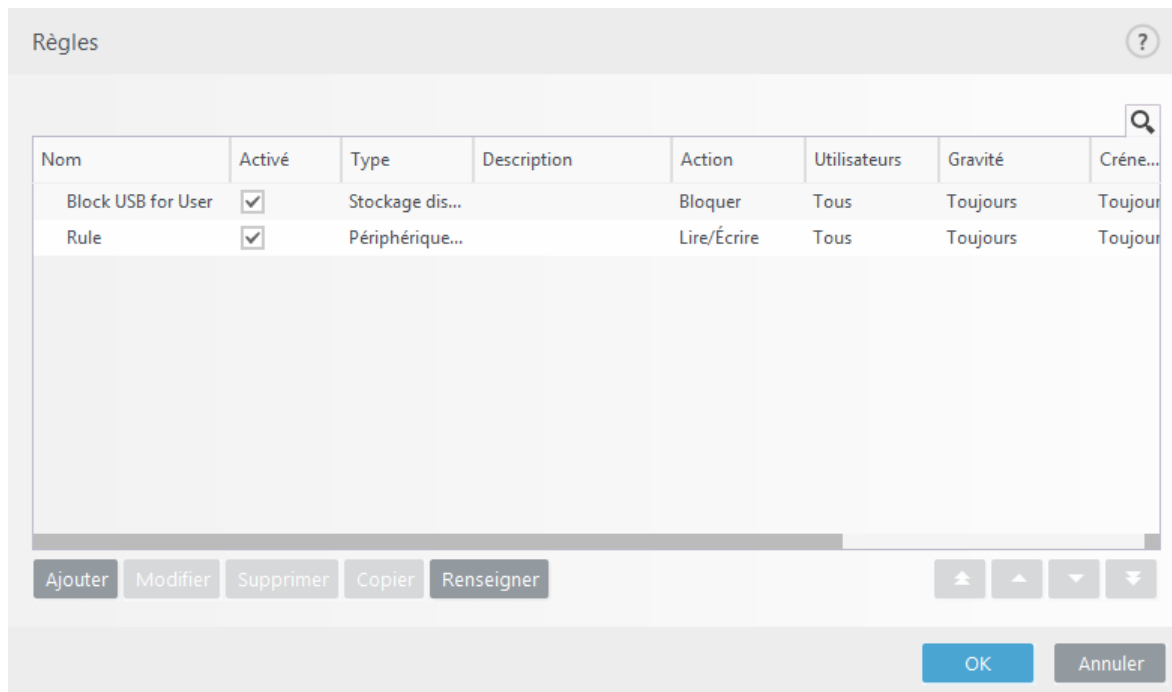 Règles ?
Nom Activé Type Description Action Utilisateurs Gravité Créne...
Block USB for User Stockage dis... Bloquer Tous Toujours Toujour
Rule Périphérique... Lire/Écrire Tous Toujours Toujour
Ajouter Modifier Supprimer Copier Renseigner
OK Annuler